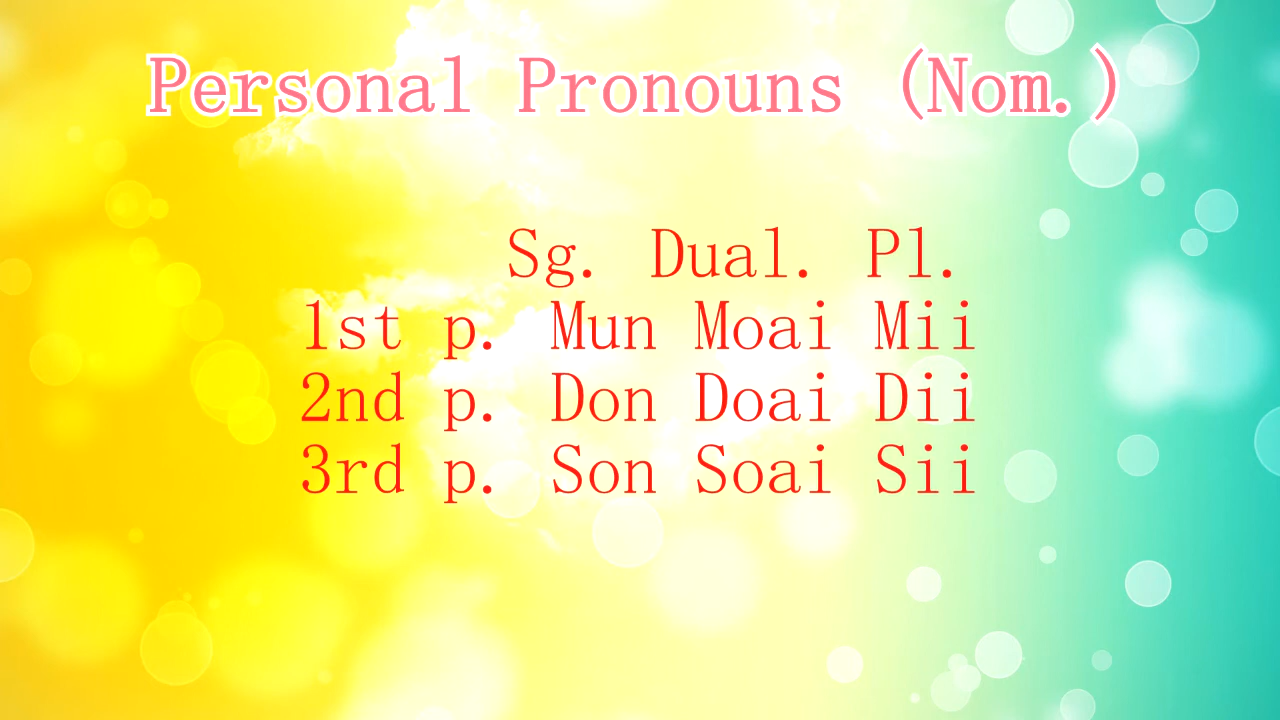 Personal Pronouns (Nom.)
Sg. Dual. Pl.
1st p. Mun Moai Mii
2nd p. Don Doai Dii
3rd p. Son Soai Sii